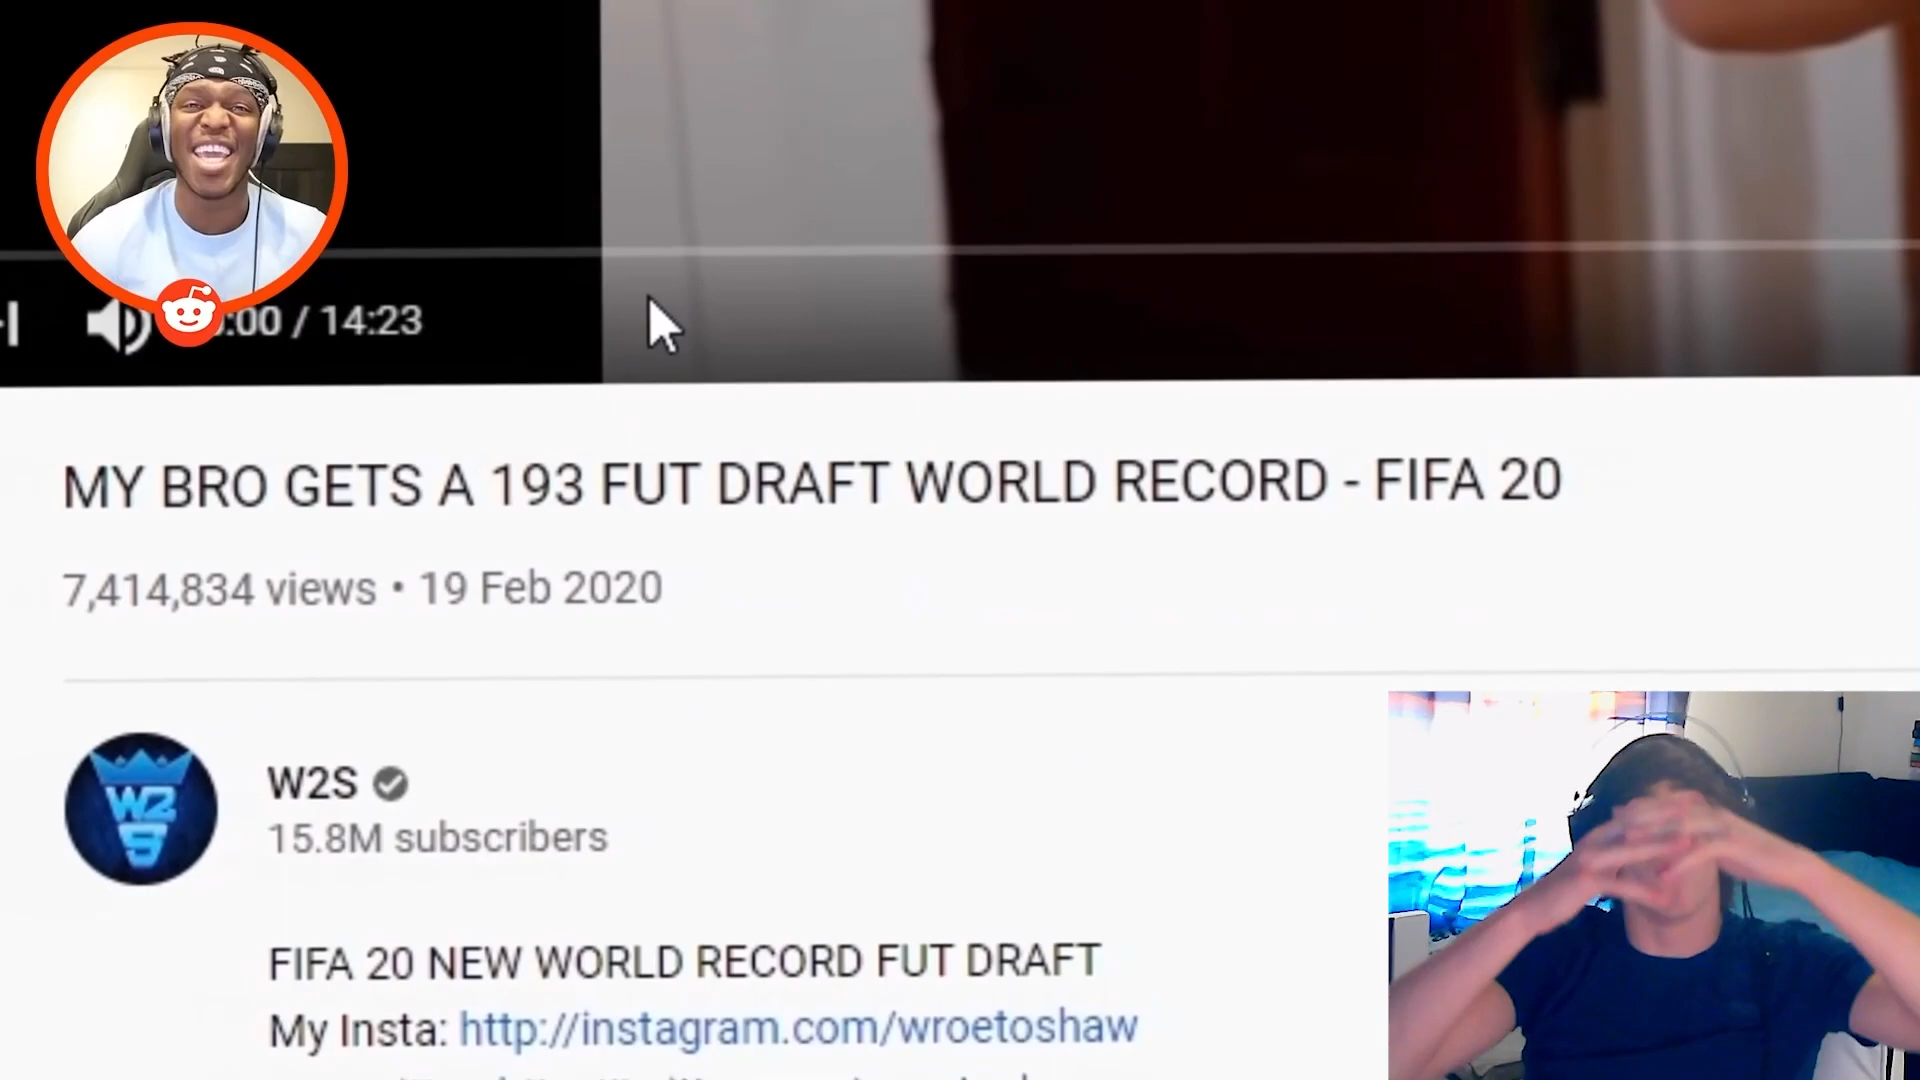 :00 / 14:23
MY BRO GETS A 193 FUT DRAFT WORLD RECORD - FIFA 20
7,414,834 views • 19 Feb 2020
W2S
W2S
15.8M subscribers
FIFA 20 NEW WORLD RECORD FUT DRAFT
My Insta: http://instagram.com/wroetoshaw